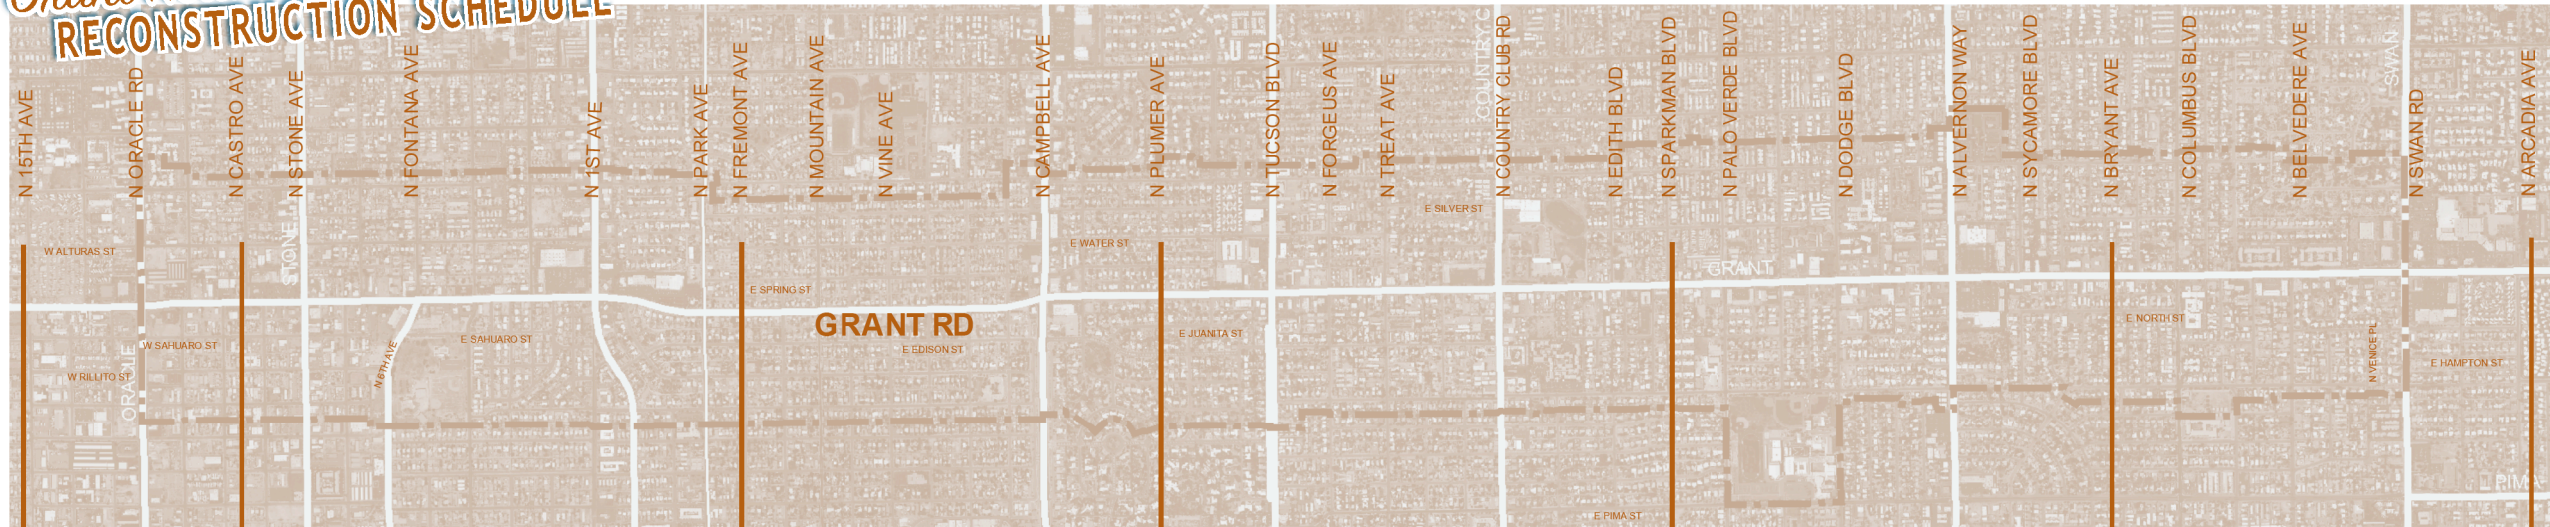 RECONSTRUCTION SCHEDULE
N 15TH AVE
N ORACLE RD
N CASTRO AVE
N STONE AVE
N FONTANA AVE
N 1ST AVE
N PARK AVE
N FREMONT AVE
N MOUNTAIN AVE
N VINE AVE
N CAMPBELL AVE
N PLUMER AVE
N TUCSON BLVD
N FORGEUS AVE
N TREAT AVE
COUNTRY C
N COUNTRY CLUB RD
N EDITH BLVD
N SPARKMAN BLVD
N PALO VERDE BLVD
N DODGE BLVD
N ALVERNON WAY
N SYCAMORE BLVD
N BRYANT AVE
N COLUMBUS BLVD
N BELVEDERE AVE
SWAN
N SWAN RD
N ARCADIA AVE
E SILVER ST
W ALTURAS ST
STONE
E WATER ST
GRANT
E SPRING ST
GRANT RD
E NORTH ST
W SAHUARO ST
E SAHUARO ST
E JUANITA ST
E EDISON ST
N 6TH AVE
N VENICE PL
E HAMPTON ST
W RILLITO ST
ORACLE
PIMA
E PIMA ST